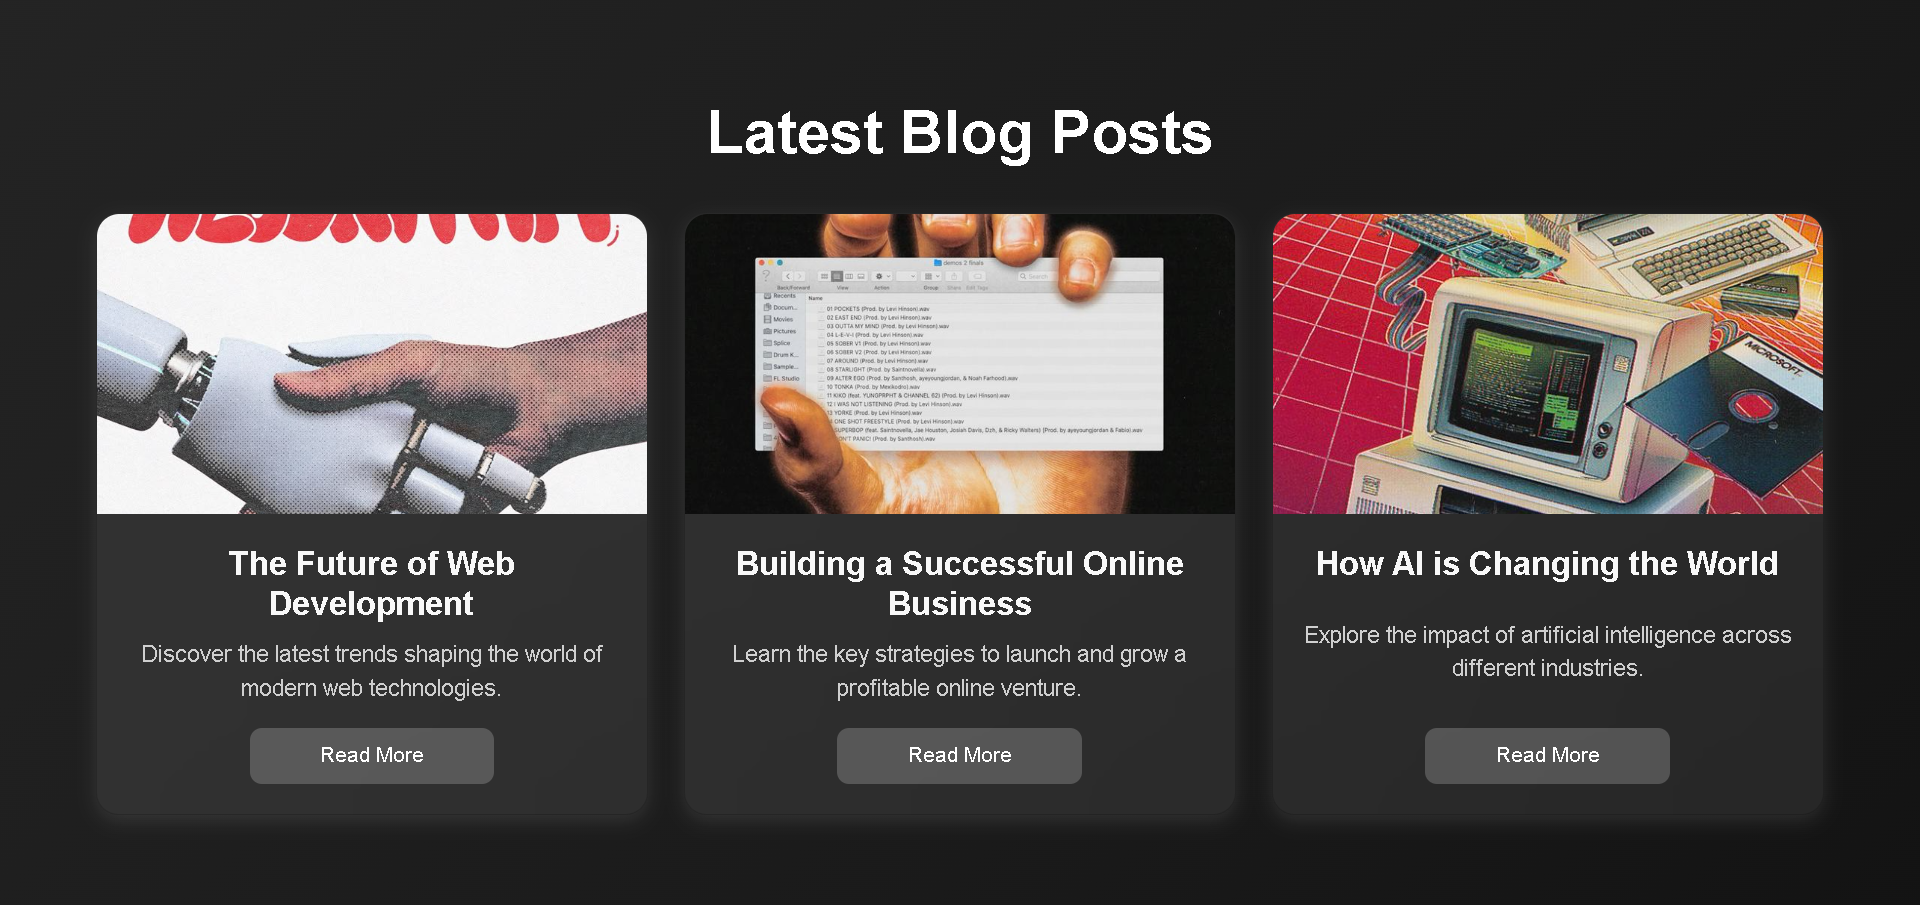 Latest Blog Posts
demos 2 finals
Search
Back/Forward View Action Group Share Edit Tags
Recents
Docum...
Movies
Pictures
Splice
Drum K...
Sample...
FL Studio
Name
01 POCKETS (Prod. by Levi Hinson).wav
02 EAST END (Prod. by Levi Hinson).wav
03 OUTTA MY MIND (Prod. by Levi Hinson).wav
04 L-E-V-I (Prod. by Levi Hinson).wav
05 SOBER V1 (Prod. by Levi Hinson).wav
06 SOBER V2 (Prod. by Levi Hinson).wav
07 AROUND (Prod. by Levi Hinson).wav
08 STARLIGHT (Prod. by Saintnovella).wav
09 ALTER EGO (Prod. by Santhosh, ayeyoungjordan, & Noah Farhood).wav
10 TONKA (Prod. by Mexikodro).wav
11 KIKO (feat. YUNGPRPHT & CHANNEL 62) (Prod. by Levi Hinson).wav
12 I WAS NOT LISTENING (Prod. by Levi Hinson).wav
13 YORKE (Prod. by Levi Hinson).wav
ONE SHOT FREESTYLE (Prod. by Levi Hinson).wav
SUPERBOP (feat. Saintnovella, Jae Houston, Josiah Davis, Dzh, & Ricky Walters) (Prod. by ayeyoungjordan & Fabio).wav
ON'T PANIC! (Prod. by Santhosh).wav
MICROSOFT
The Future of Web
Development
Discover the latest trends shaping the world of
modern web technologies.
Read More
Building a Successful Online
Business
Learn the key strategies to launch and grow a
profitable online venture.
Read More
How AI is Changing the World
Explore the impact of artificial intelligence across
different industries.
Read More